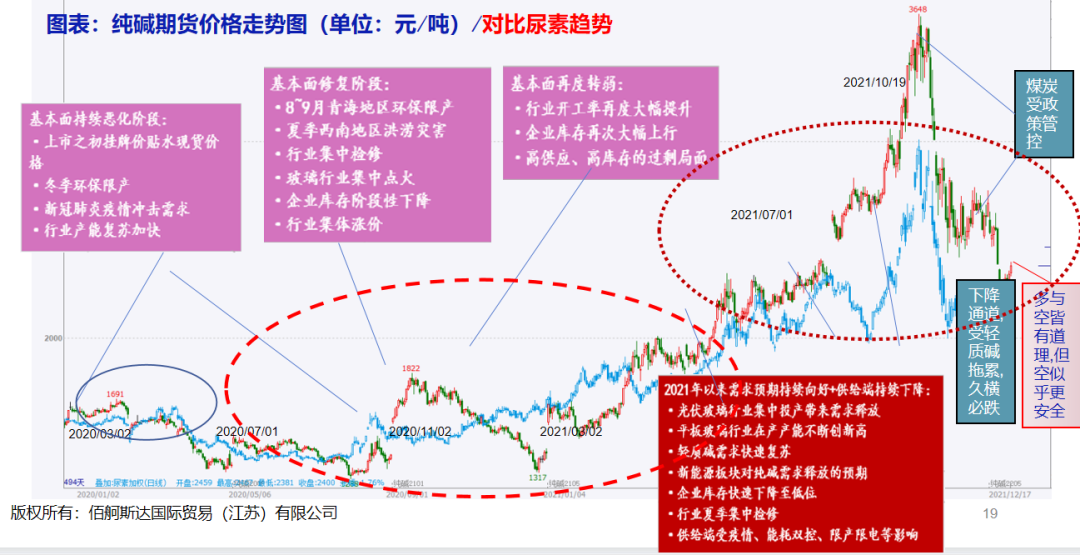 图表：纯碱期货价格走势图（单位：元/吨）/对比尿素趋势
基本面持续恶化阶段：
• 上市之初挂牌价贴水现货价
格
• 冬季环保限产
• 新冠肺炎疫情冲击需求
• 行业产能复苏加快
基本面修复阶段：
• 8~9月青海地区环保限产
• 夏季西南地区洪涝灾害
• 行业集中检修
• 玻璃行业集中点火
• 企业库存阶段性下降
• 行业集体涨价
基本面再度转弱：
• 行业开工率再度大幅提升
• 企业库存再次大幅上行
• 高供应、高库存的过剩局面
3648
2021/10/19
煤炭
受政
策管
控
2021/07/01
2000
1691
2020/03/02
2020/07/01
1822
2020/11/02
2021/03/02
1317
下降
通道,
受轻
质碱
拖累,
久横
必跌
多与
空皆
有道
理,但
空似
乎更
安全
2021年以来需求预期持续向好+供给端持续下降：
• 光伏玻璃行业集中投产带来需求释放
• 平板玻璃行业在产产能不断创新高
• 轻质碱需求快速复苏
• 新能源板块对纯碱需求释放的预期
• 企业库存快速下降至低位
• 行业夏季集中检修
• 供给端受疫情、能耗双控、限产限电等影响
494天 叠加:尿素加权(日线) 开盘:2459 最低:2381 收盘:2400
2020/01/02
2020/05/06
2021/12/17
版权所有：佰舸斯达国际贸易（江苏）有限公司
19